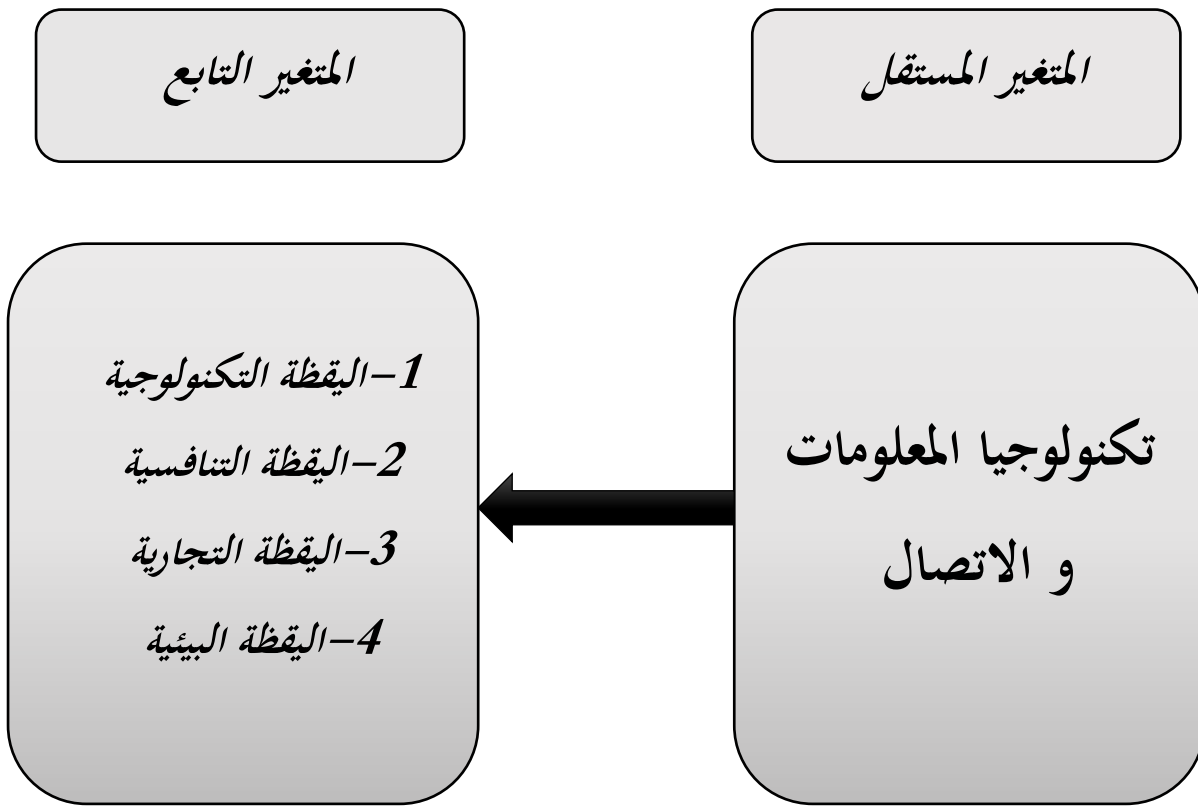 المتغير المستقل
المتغير التابع
تكنولوجيا المعلومات
و الاتصال
1-اليقظة التكنولوجية
2-اليقظة التنافسية
3-اليقظة التجارية
4-اليقظة البيئية